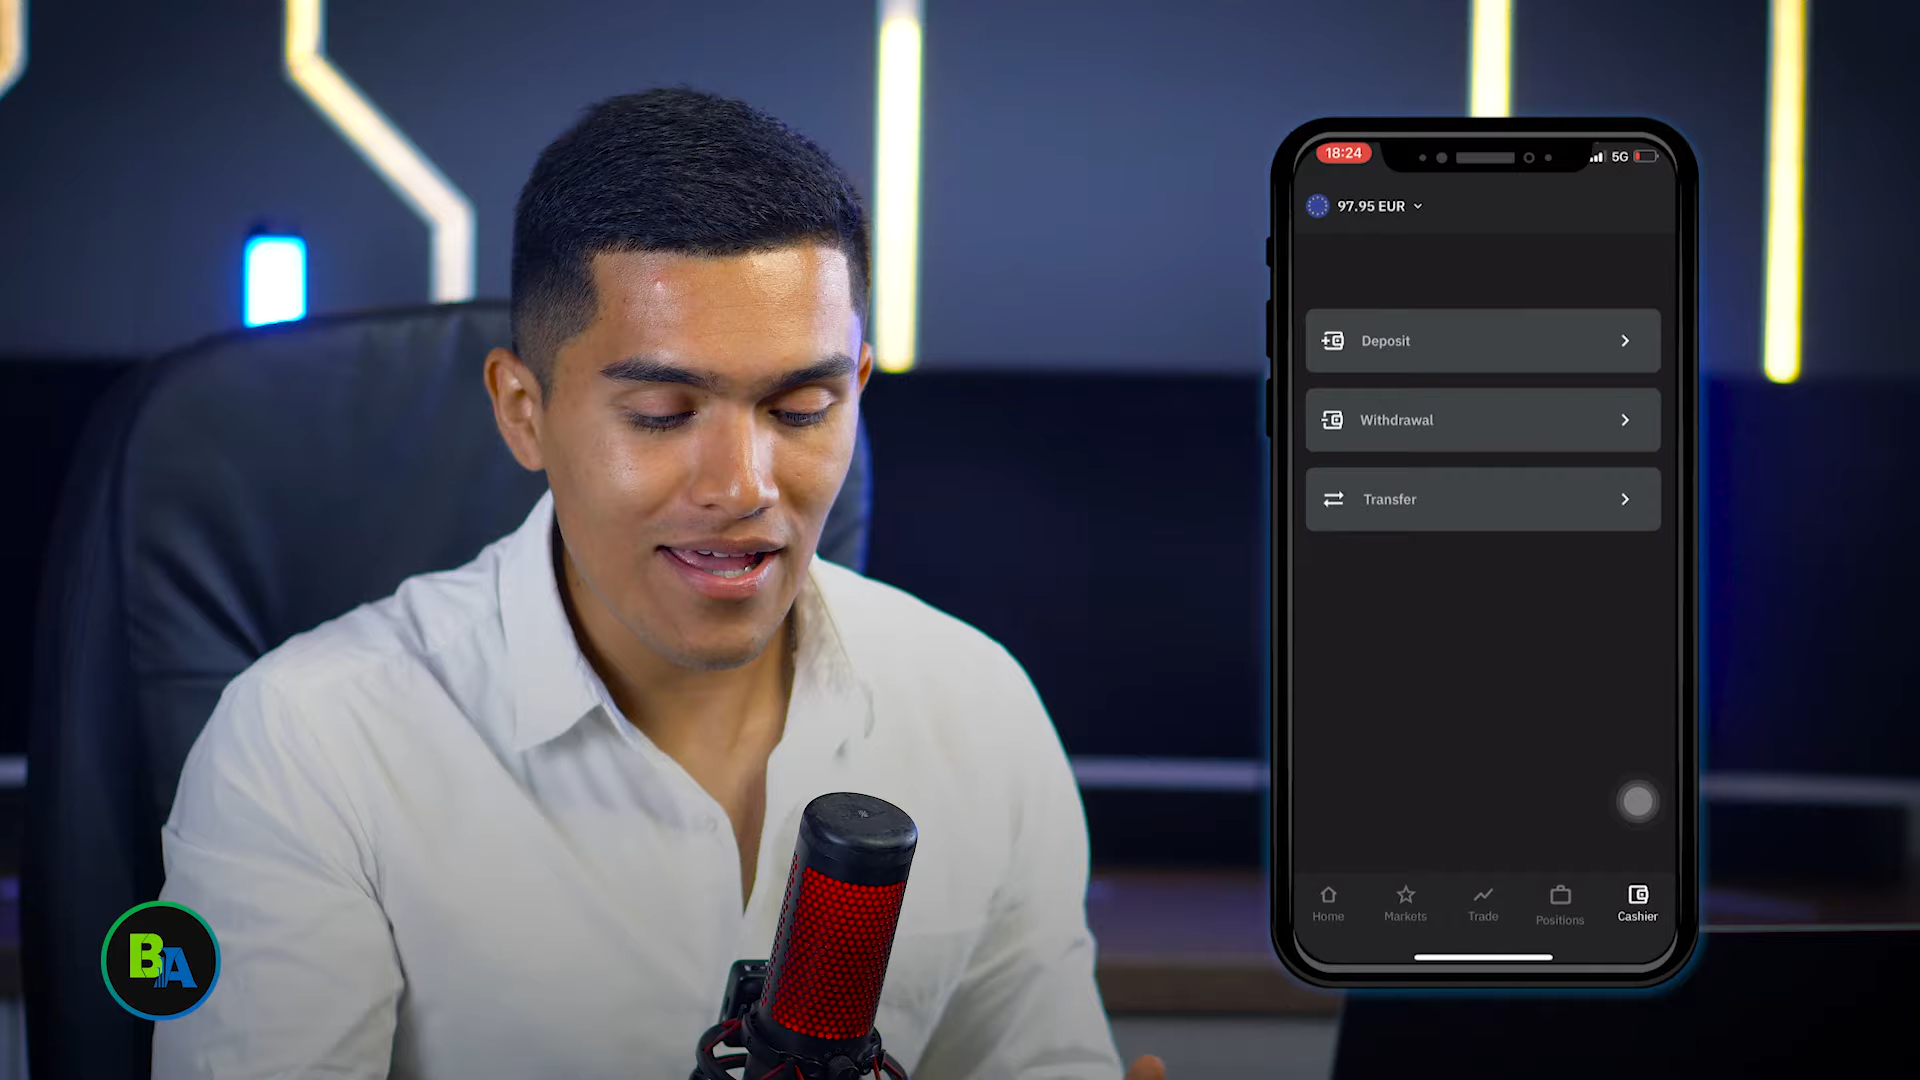 18:24
5G
97.95 EUR
Deposit
Withdrawal
Transfer
Home
Markets
Trade
Positions
Cashier
BA